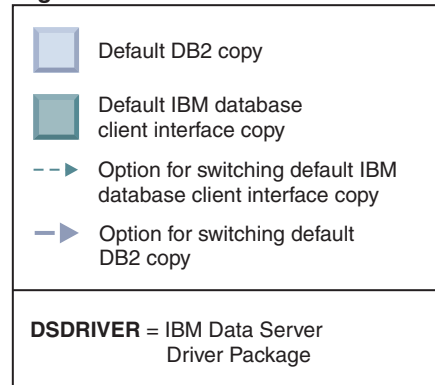 Default DB2 copy
Default IBM database
client interface copy
Option for switching default IBM
database client interface copy
Option for switching default
DB2 copy
DSDRIVER = IBM Data Server
Driver Package